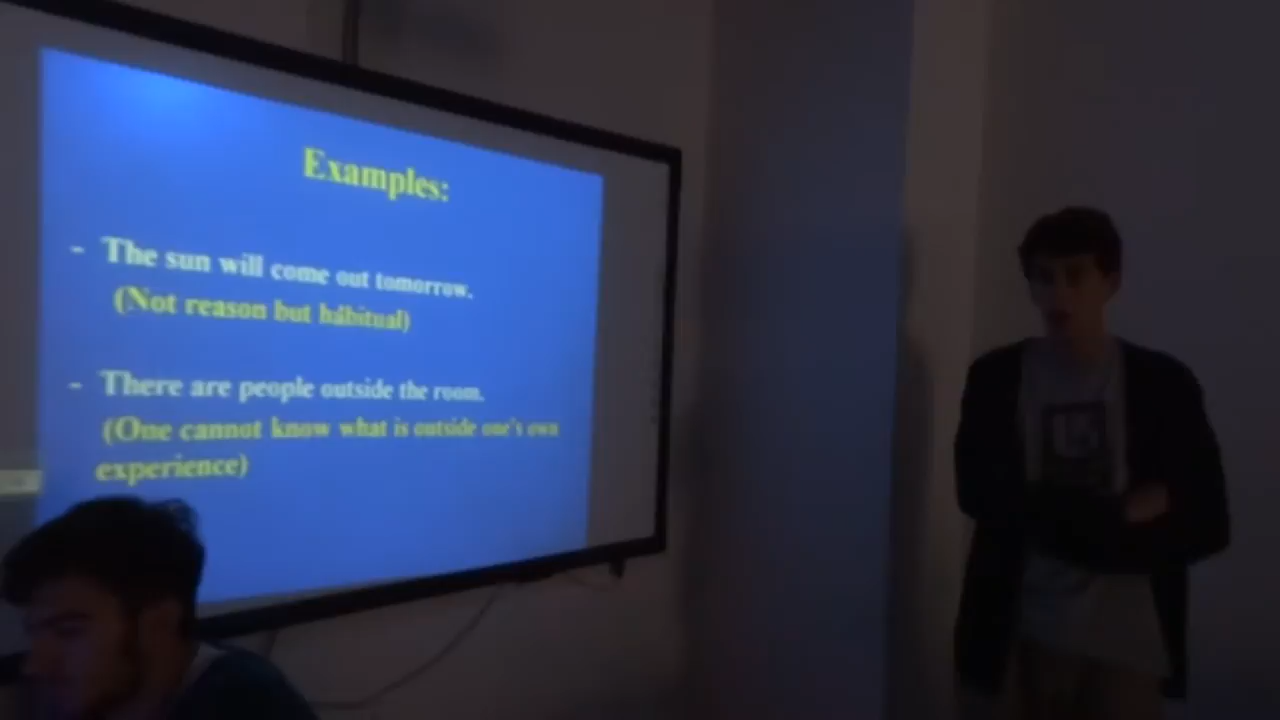 Examples:
- The sun will come out tomorrow.
(Not reason but hábitual)
- There are people outside the room.
(One cannot know what is outside one's own
experience)